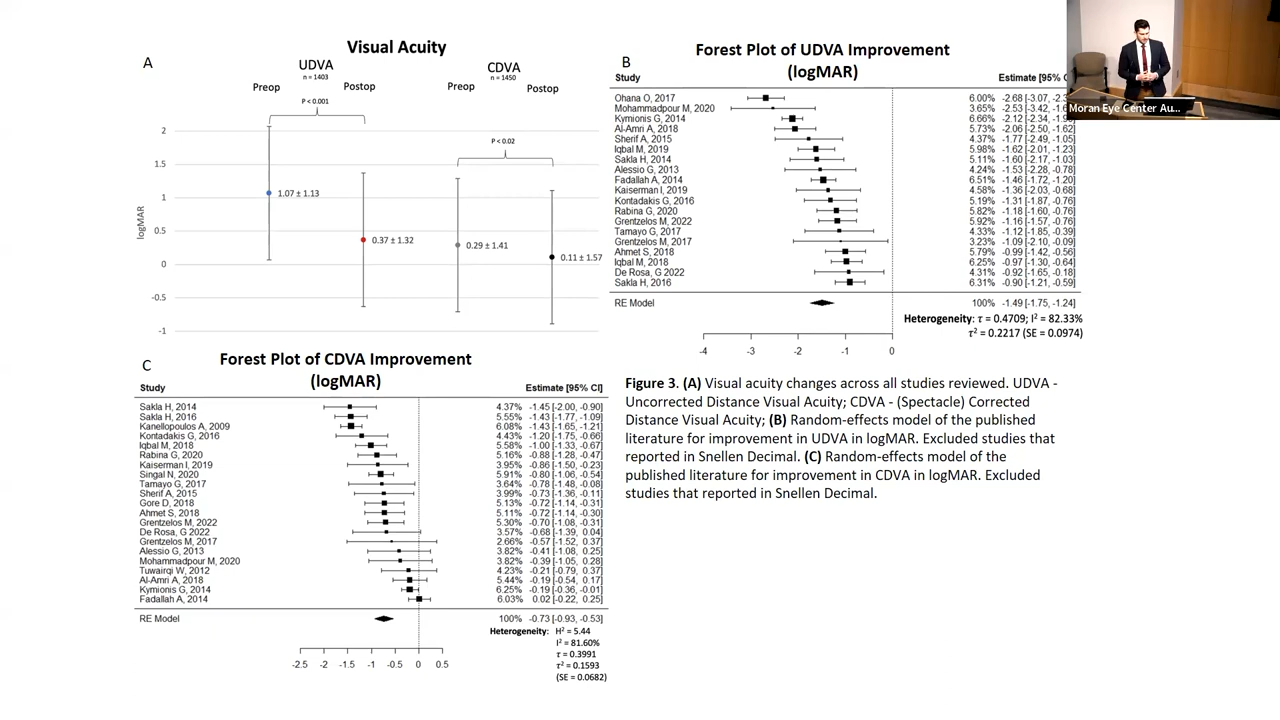 Visual Acuity
A
UDVA
n = 1403
CDVA
n = 1450
Preop
Postop
Preop
Postop
P < 0.001
P < 0.02
2
1.5
1
0.5
0
-0.5
-1
logMAR
1.07 ± 1.13
0.37 ± 1.32
0.29 ± 1.41
0.11 ± 1.57
B
Forest Plot of UDVA Improvement
(logMAR)
Study Estimate [95%
Ohana O, 2017 6.00% -2.68 [-3.07,
Mohammadpour M, 2020 3.65% -2.53 [-3.42,
Kymionis G, 2014 6.66% -2.12 [-2.34,
Al-Amri A, 2018 5.73% -2.06 [-2.50, -1.62]
Sherif A, 2015 4.37% -1.77 [-2.49, -1.05]
Iqbal M, 2019 5.98% -1.62 [-2.01, -1.23]
Sakla H, 2014 5.11% -1.60 [-2.17, -1.03]
Alessio G, 2013 4.24% -1.53 [-2.28, -0.78]
Fadallah A, 2014 6.51% -1.46 [-1.72, -1.20]
Kaiserman I, 2019 4.58% -1.36 [-2.03, -0.68]
Kontadakis G, 2016 5.19% -1.31 [-1.87, -0.76]
Rabina G, 2020 5.82% -1.18 [-1.60, -0.76]
Grentzelos M, 2022 5.92% -1.16 [-1.57, -0.76]
Tamayo G, 2017 4.33% -1.12 [-1.85, -0.39]
Grentzelos M, 2017 3.23% -1.09 [-2.10, -0.09]
Ahmet S, 2018 5.79% -0.99 [-1.42, -0.56]
Iqbal M, 2018 6.25% -0.97 [-1.30, -0.64]
De Rosa, G 2022 4.31% -0.92 [-1.65, -0.18]
Sakla H, 2016 6.31% -0.90 [-1.21, -0.59]
RE Model 100% -1.49 [-1.75, -1.24]
Heterogeneity: τ = 0.4709; I² = 82.33%
τ² = 0.2217 (SE = 0.0974)
-4 -3 -2 -1 0
Moran Eye Center Au...
C
Forest Plot of CDVA Improvement
(logMAR)
Study Estimate [95% CI]
Sakla H, 2014 4.37% -1.45 [-2.00, -0.90]
Sakla H, 2016 5.55% -1.43 [-1.77, -1.09]
Kanellopoulos A, 2009 6.08% -1.43 [-1.65, -1.21]
Kontadakis G, 2016 4.43% -1.20 [-1.75, -0.66]
Iqbal M, 2018 5.58% -1.00 [-1.33, -0.67]
Rabina G, 2020 5.16% -0.88 [-1.28, -0.47]
Kaiserman I, 2019 3.95% -0.86 [-1.50, -0.23]
Singal N, 2020 5.91% -0.80 [-1.06, -0.54]
Tamayo G, 2017 3.64% -0.78 [-1.48, -0.08]
Sherif A, 2015 3.99% -0.73 [-1.36, -0.11]
Gore D, 2018 5.13% -0.72 [-1.14, -0.31]
Ahmet S, 2018 5.11% -0.72 [-1.14, -0.30]
Grentzelos M, 2022 5.30% -0.70 [-1.08, -0.31]
De Rosa, G 2022 3.57% -0.68 [-1.39, 0.04]
Grentzelos M, 2017 2.66% -0.57 [-1.52, 0.37]
Alessio G, 2013 3.82% -0.41 [-1.08, 0.25]
Mohammadpour M, 2020 3.82% -0.39 [-1.05, 0.28]
Tuwairqi W, 2012 4.23% -0.21 [-0.79, 0.37]
Al-Amri A, 2018 5.44% -0.19 [-0.54, 0.17]
Kymionis G, 2014 6.25% -0.19 [-0.36, -0.01]
Fadallah A, 2014 6.03% 0.02 [-0.22, 0.25]
RE Model 100% -0.73 [-0.93, -0.53]
Heterogeneity: H² = 5.44
I² = 81.60%
τ = 0.3991
τ² = 0.1593
(SE = 0.0682)
-2.5 -2 -1.5 -1 -0.5 0 0.5
Figure 3. (A) Visual acuity changes across all studies reviewed. UDVA -
Uncorrected Distance Visual Acuity; CDVA - (Spectacle) Corrected
Distance Visual Acuity; (B) Random-effects model of the published
literature for improvement in UDVA in logMAR. Excluded studies that
reported in Snellen Decimal. (C) Random-effects model of the
published literature for improvement in CDVA in logMAR. Excluded
studies that reported in Snellen Decimal.